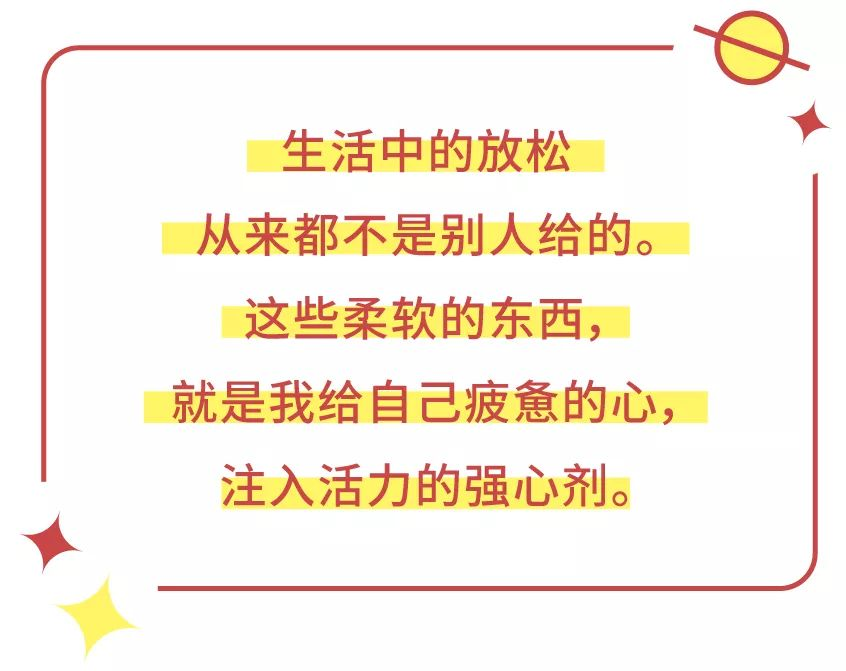 生活中的放松
从来都不是别人给的。
这些柔软的东西，
就是我给自己疲惫的心，
注入活力的强心剂。